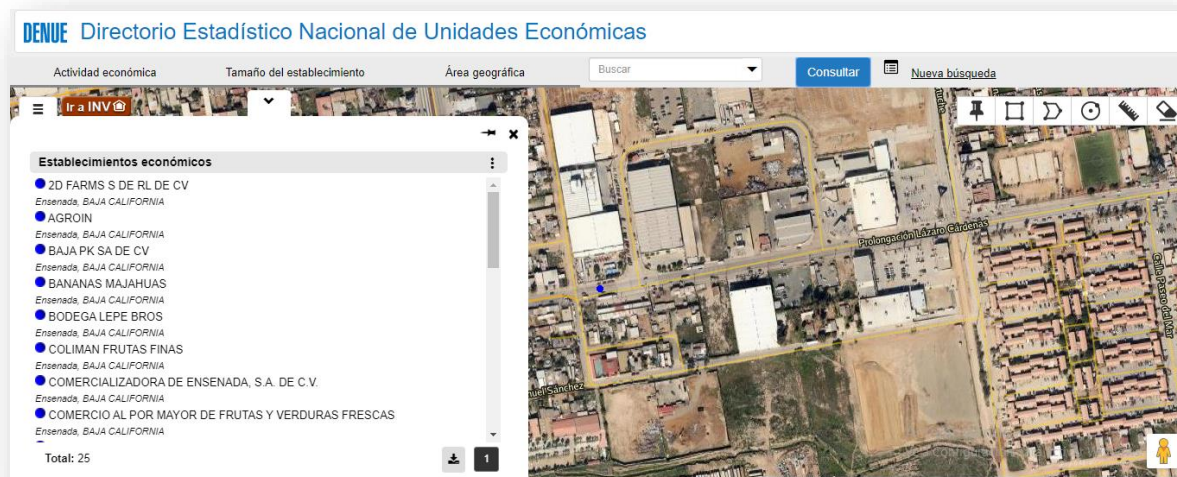 DENUE Directorio Estadístico Nacional de Unidades Económicas
Actividad económica Tamaño del establecimiento Área geográfica Buscar Consultar Nueva búsqueda
Ir a INV
Establecimientos económicos
2D FARMS S DE RL DE CV
Ensenada, BAJA CALIFORNIA
AGROIN
Ensenada, BAJA CALIFORNIA
BAJA PK SA DE CV
Ensenada, BAJA CALIFORNIA
BANANAS MAJAHUAS
Ensenada, BAJA CALIFORNIA
BODEGA LEPE BROS
Ensenada, BAJA CALIFORNIA
COLIMAN FRUTAS FINAS
Ensenada, BAJA CALIFORNIA
COMERCIALIZADORA DE ENSENADA, S.A. DE C.V.
Ensenada, BAJA CALIFORNIA
COMERCIO AL POR MAYOR DE FRUTAS Y VERDURAS FRESCAS
Ensenada, BAJA CALIFORNIA
Total: 25
1
Prolongación Lázaro Cárdenas
Calle Paseo del Mar
nuel Sánchez